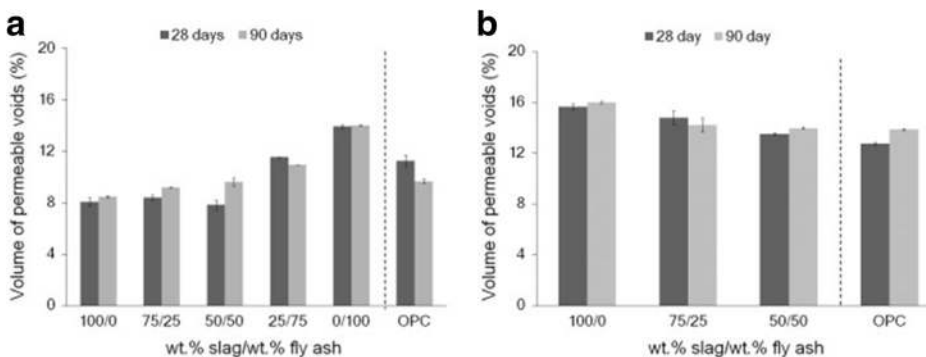 a
28 days 90 days
Volume of permeable voids (%)
20
16
12
8
4
0
100/0 75/25 50/50 25/75 0/100 OPC
wt.% slag/wt.% fly ash
b
28 day 90 day
Volume of permeable voids (%)
20
16
12
8
4
0
100/0 75/25 50/50 OPC
wt.% slag/wt.% fly ash